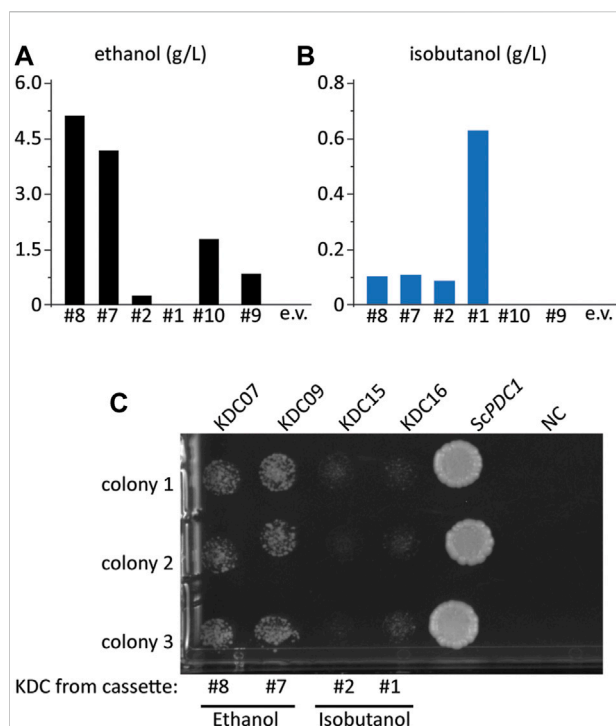 A ethanol (g/L) B isobutanol (g/L)
6.0 0.8
4.5 0.6
3.0 0.4
1.5 0.2
0 0
#8 #7 #2 #1 #10 #9 e.v. #8 #7 #2 #1 #10 #9 e.v.
C KDC07 KDC09 KDC15 KDC16 ScPDC1 NC
colony 1
colony 2
colony 3
KDC from cassette: #8 #7 #2 #1
Ethanol Isobutanol